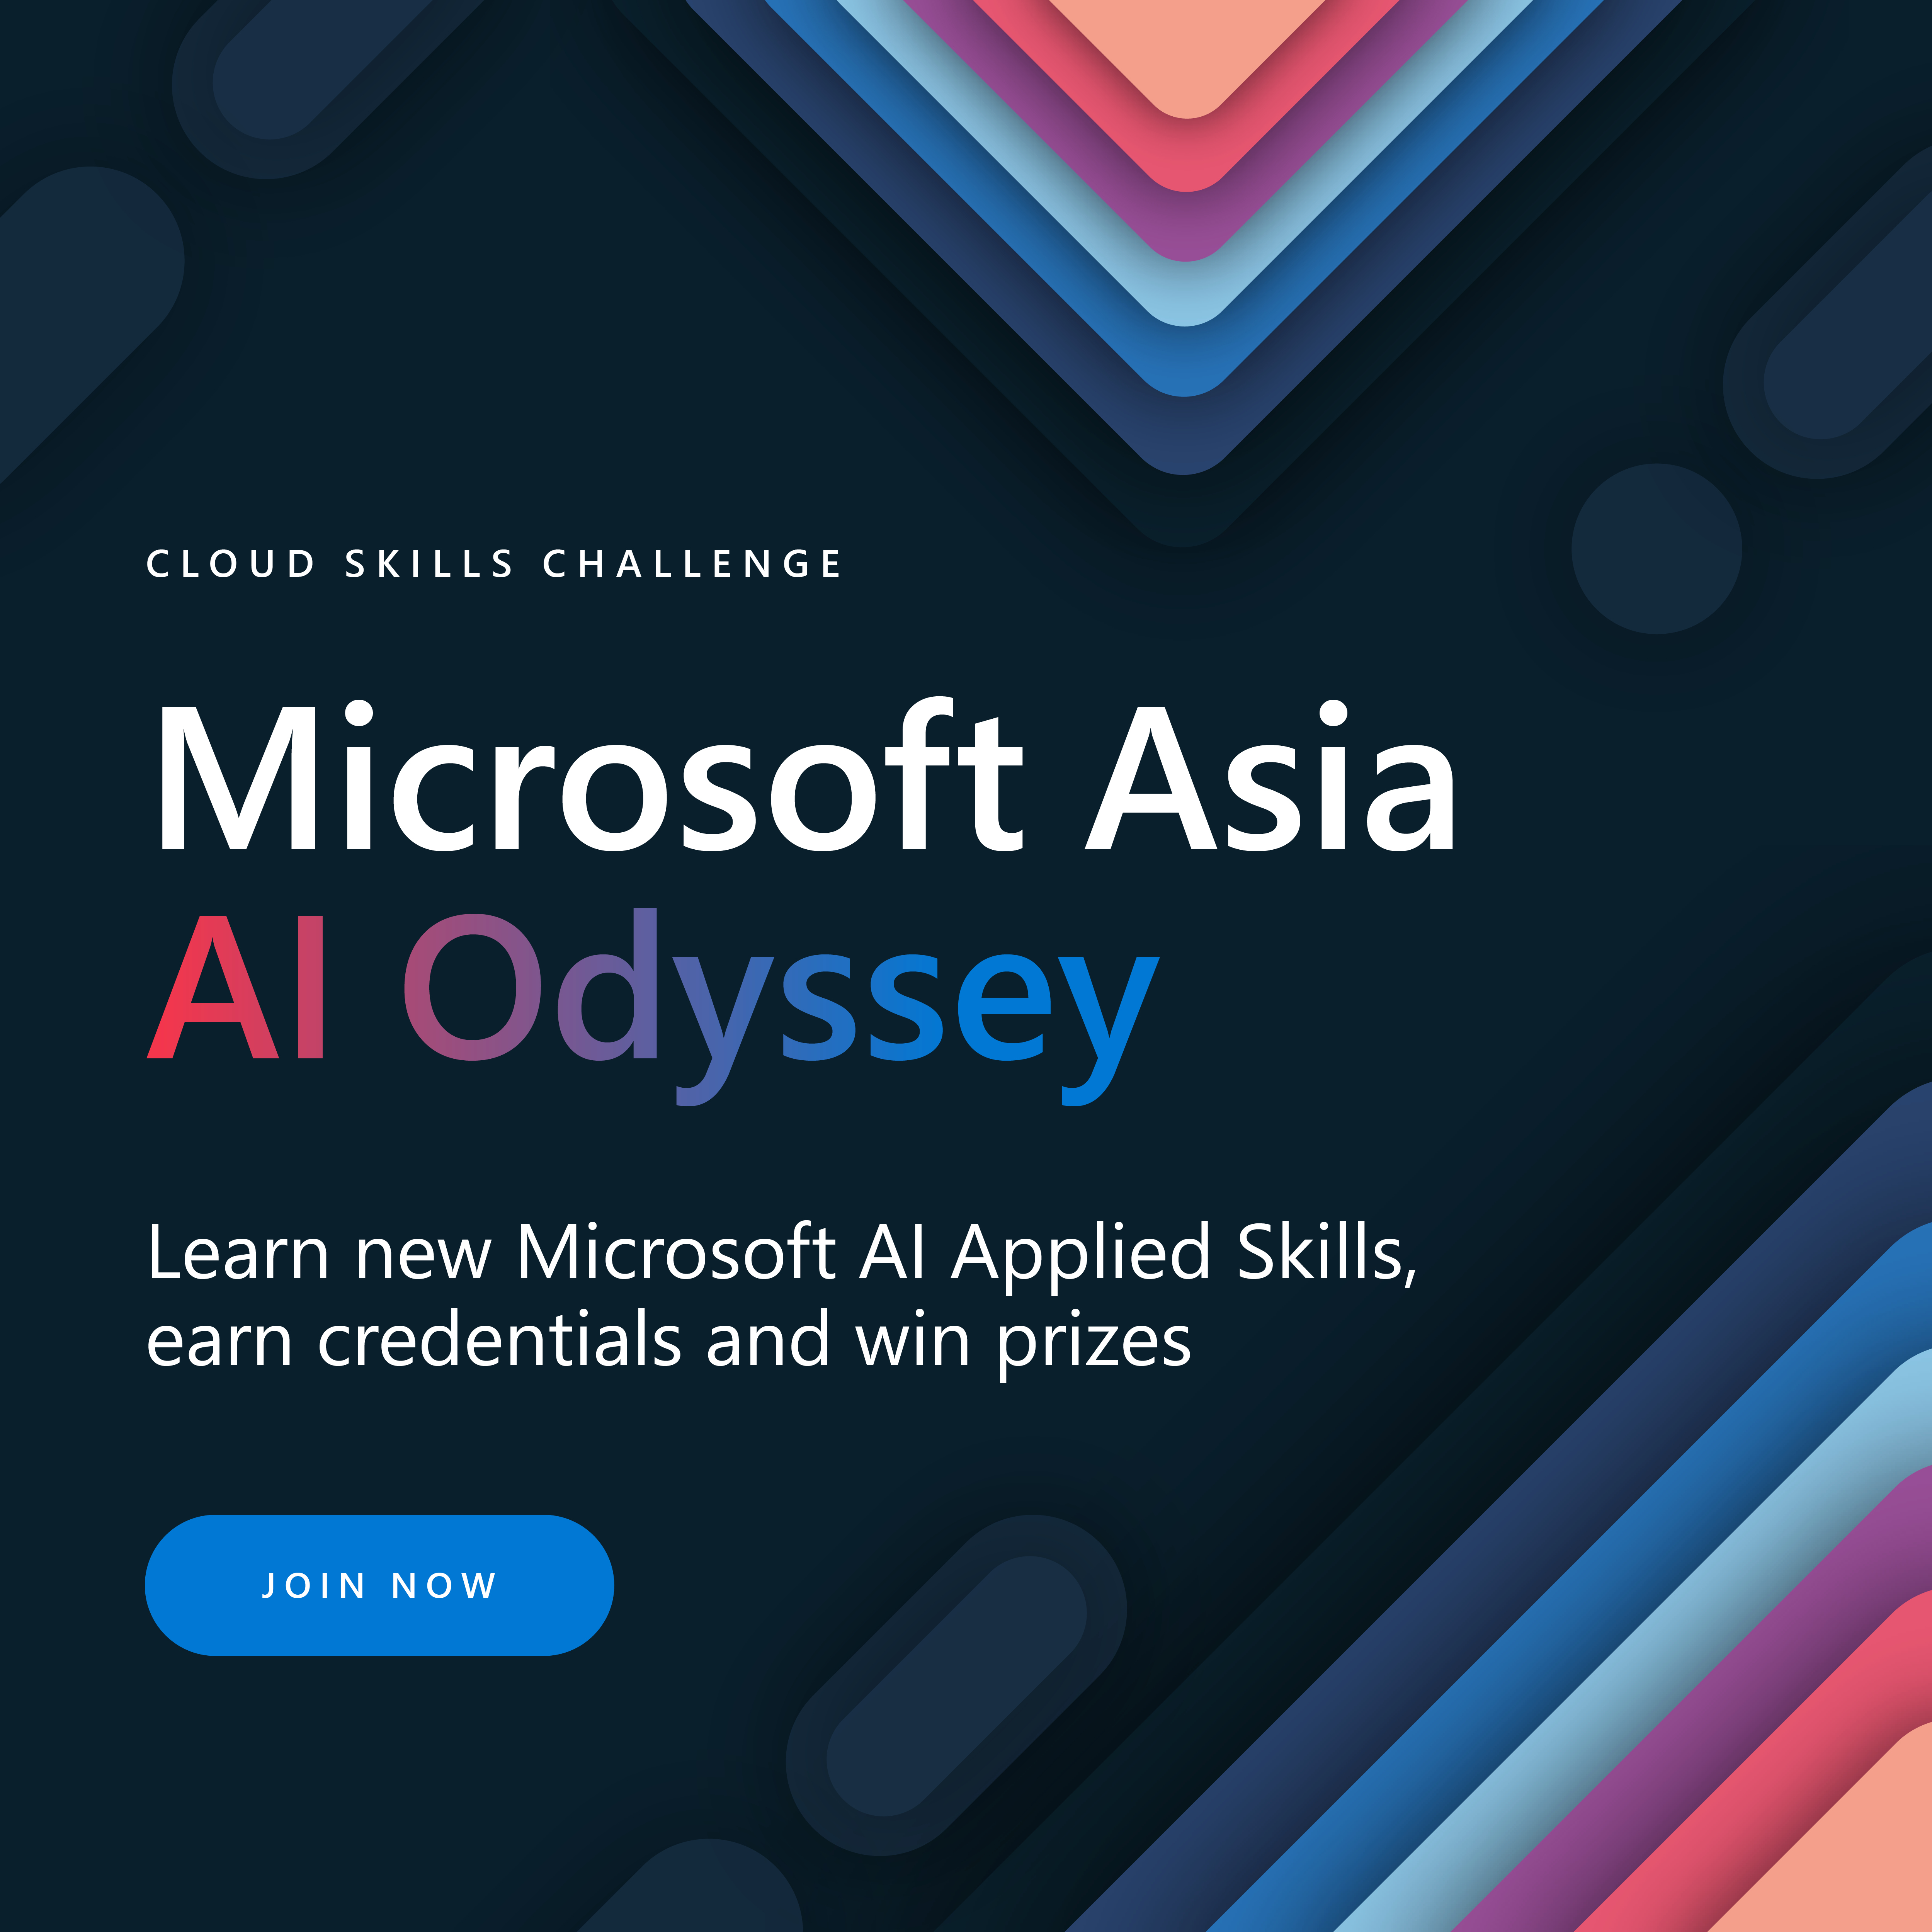 CLOUD SKILLS CHALLENGE
Microsoft Asia
AI Odyssey
Learn new Microsoft AI Applied Skills,
earn credentials and win prizes
JOIN NOW